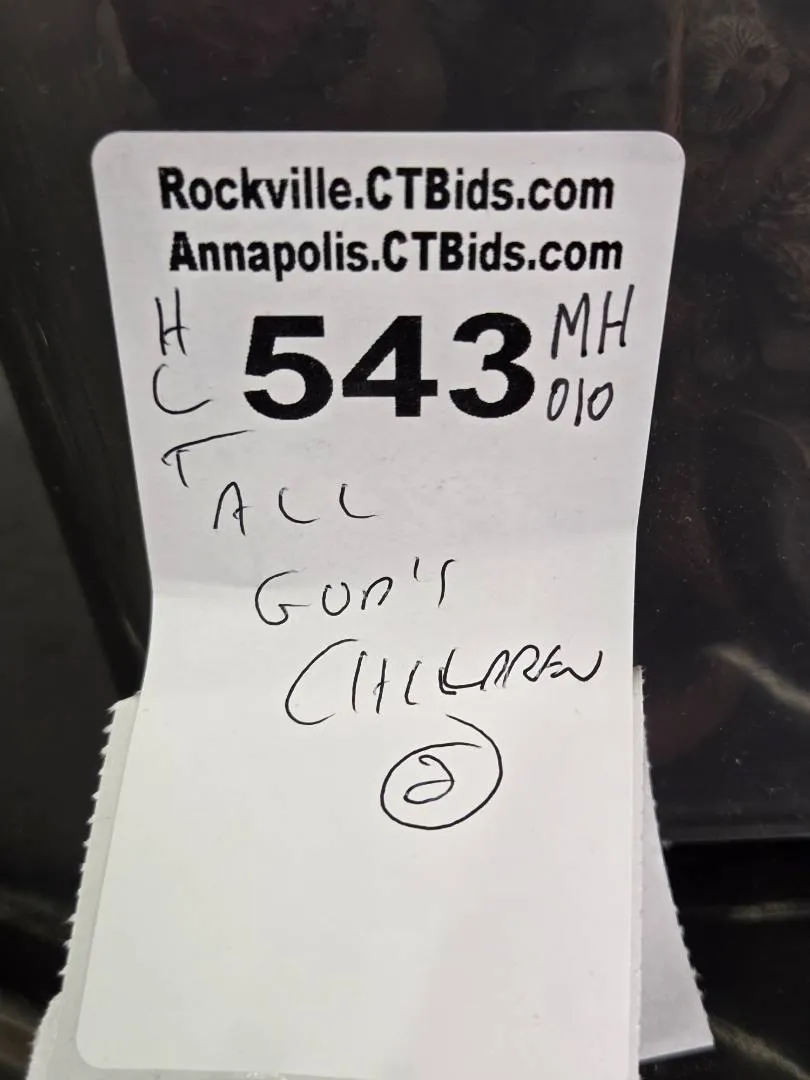 Rockville.CTBids.com
Annapolis.CTBids.com
H 543 MH
C 010
T
ALL
GOD'S
CHILDREN
2